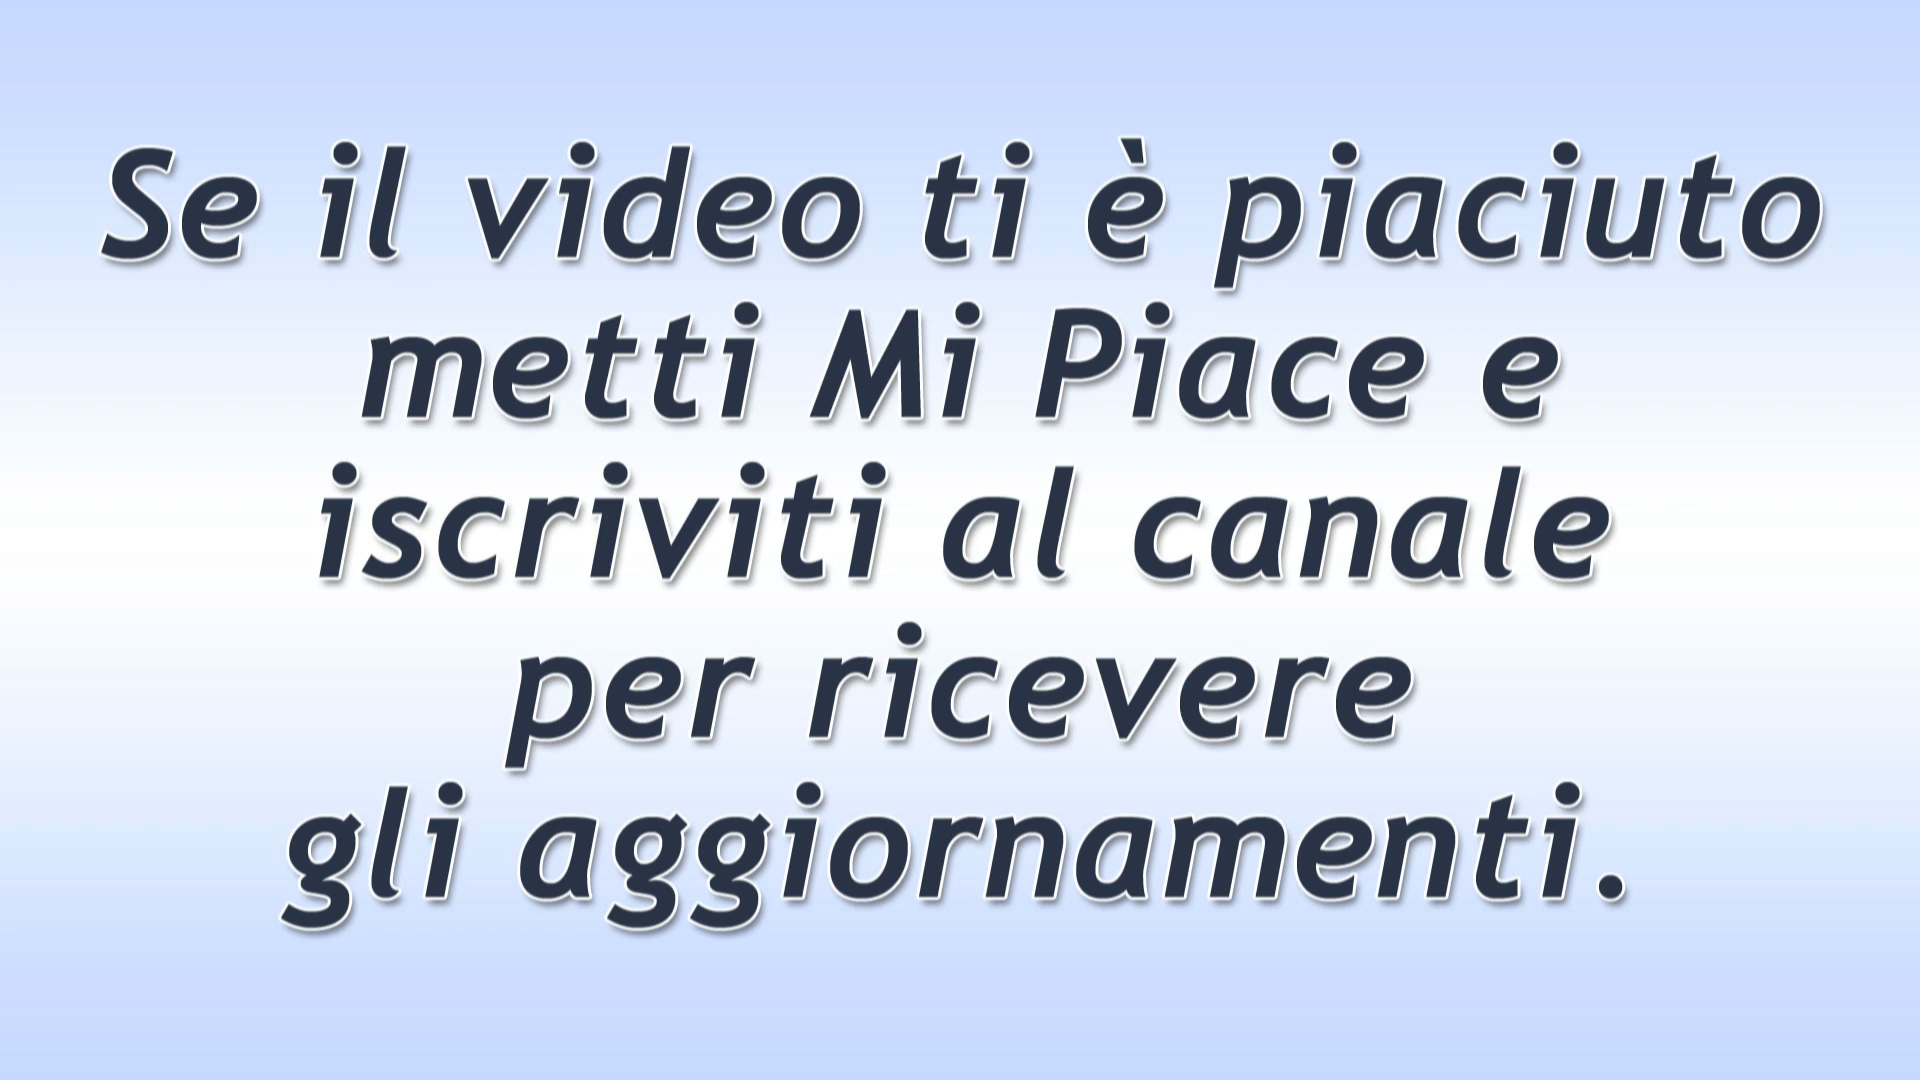 Se il video ti è piaciuto
metti Mi Piace e
iscriviti al canale
per ricevere
gli aggiornamenti.